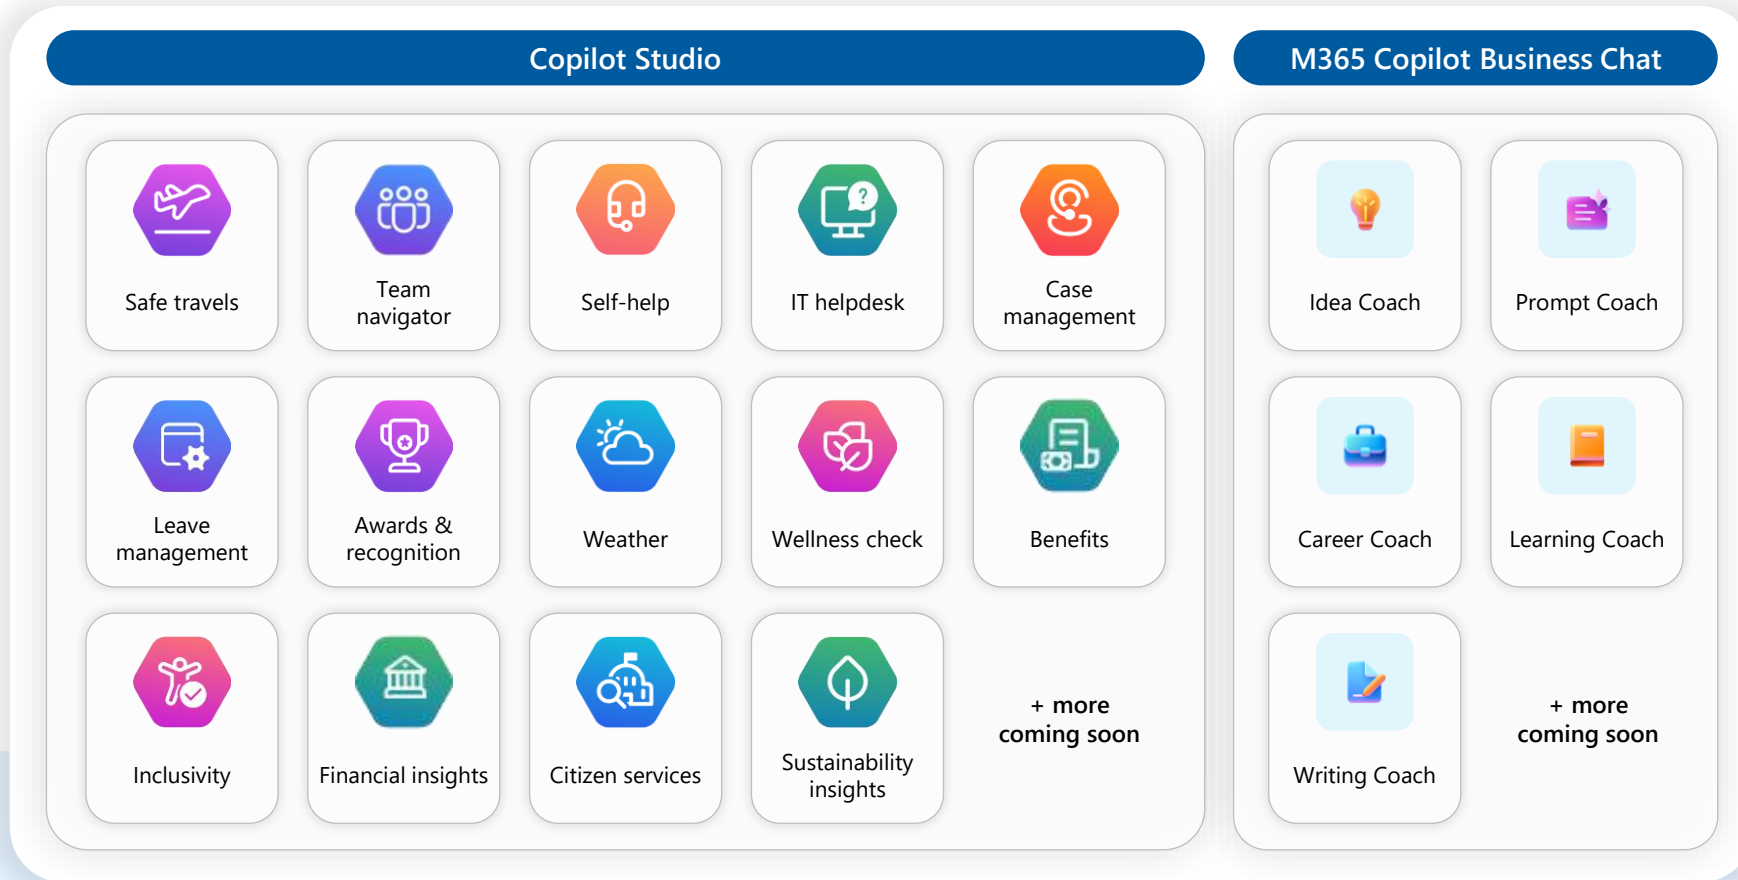 Copilot Studio
M365 Copilot Business Chat
Safe travels
Team
navigator
Self-help
IT helpdesk
Case
management
Leave
management
Awards &
recognition
Weather
Wellness check
Benefits
Inclusivity
Financial insights
Citizen services
Sustainability
insights
+ more
coming soon
Idea Coach
Prompt Coach
Career Coach
Learning Coach
Writing Coach
+ more
coming soon